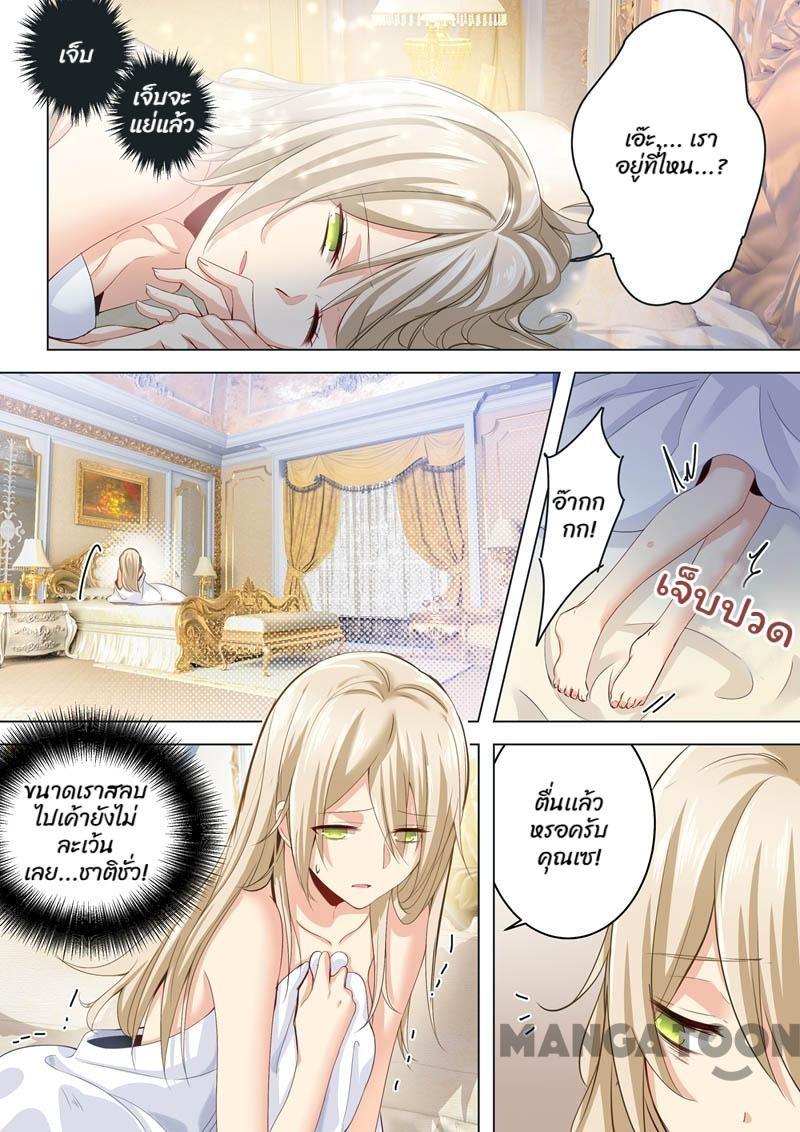 เจ็บ
เจ็บจะ
แย่แล้ว
เอ๊ะ.... เรา
อยู่ที่ไหน...?
อ๊ากก
กก!
เจ็บปวด
ขนาดเราสลบ
ไปเค้ายังไม่
ละเว้น
เลย...ชาติชั่ว!
ตื่นแล้ว
หรอครับ
คุณเซ!
MANGATOON